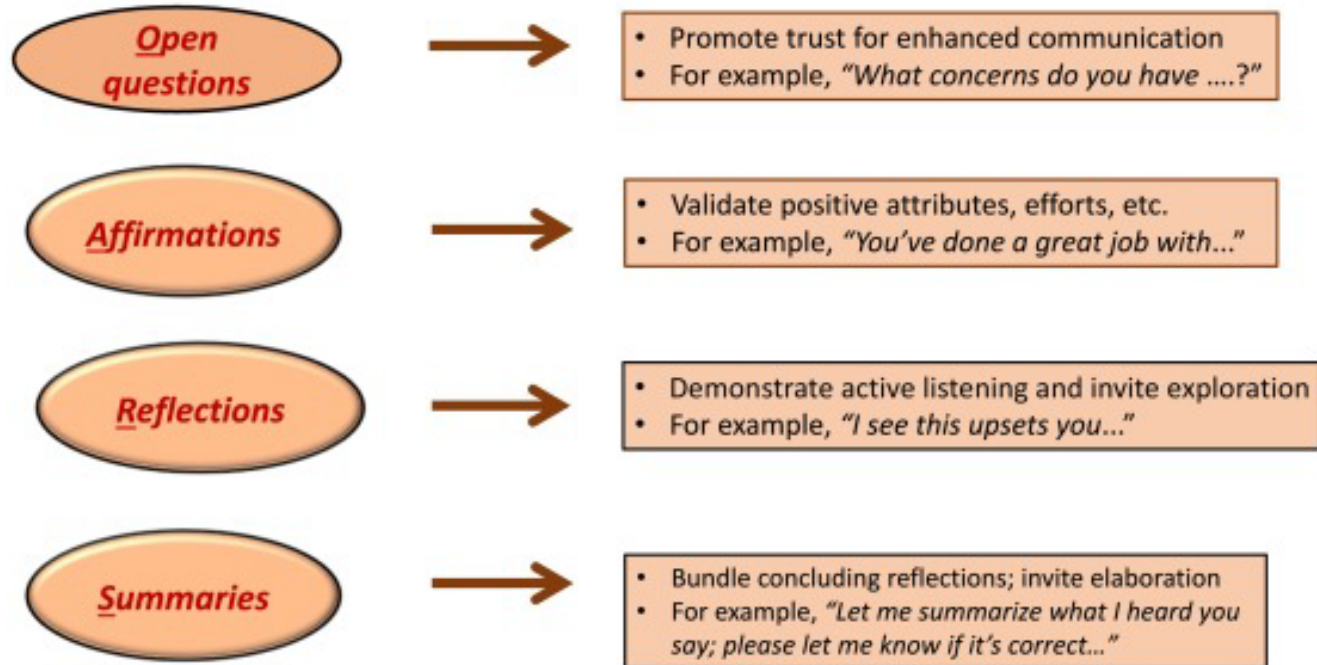 Open
questions
• Promote trust for enhanced communication
• For example, “What concerns do you have ....?”
Affirmations
• Validate positive attributes, efforts, etc.
• For example, “You’ve done a great job with...”
Reflections
• Demonstrate active listening and invite exploration
• For example, “I see this upsets you...”
Summaries
• Bundle concluding reflections; invite elaboration
• For example, “Let me summarize what I heard you
say; please let me know if it’s correct...”